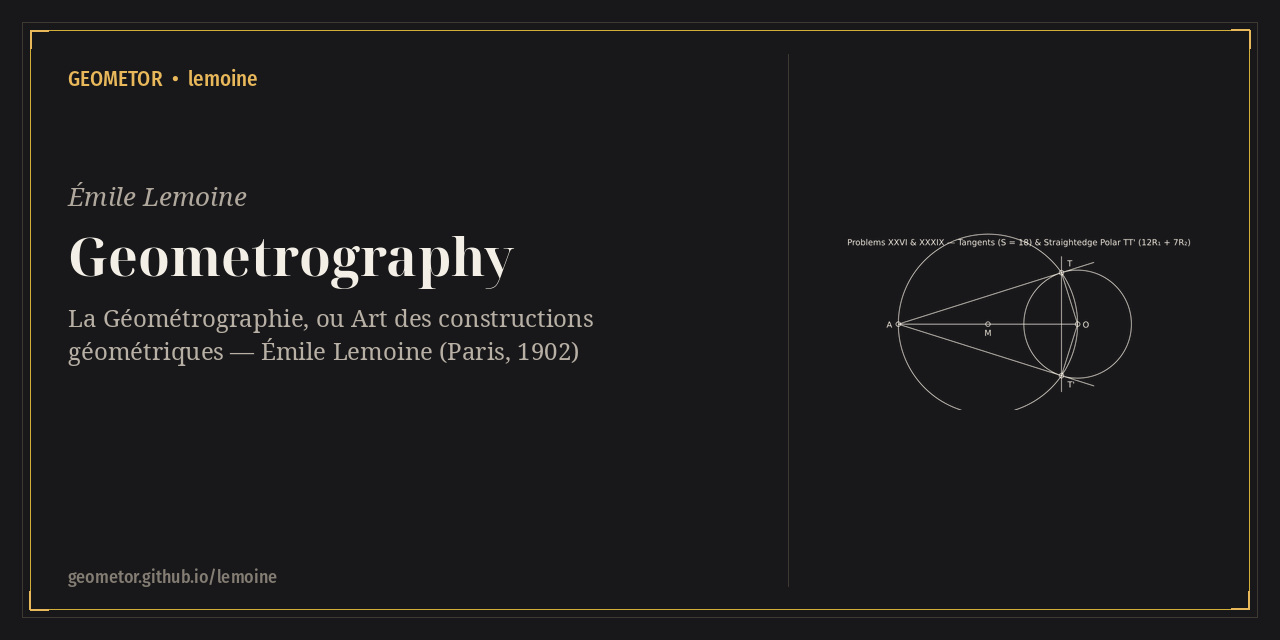 GEOMETOR • lemoine
Émile Lemoine
Geometrography
La Géométrographie, ou Art des constructions
géométriques — Émile Lemoine (Paris, 1902)
geometor.github.io/lemoine
Problems XXVI & XXXIX — Tangents (S = 18) & Straightedge Polar TT' (12R₁ + 7R₂)
T
A
M
O
T'